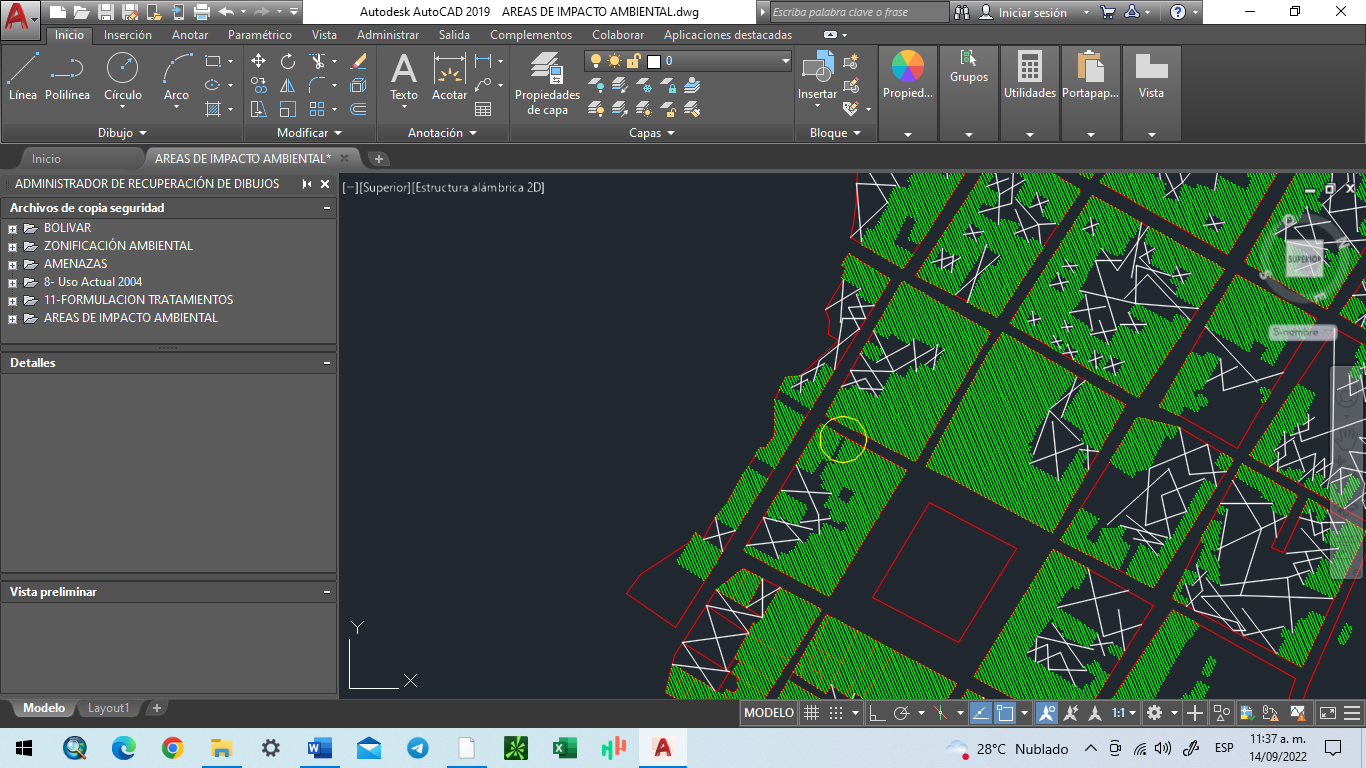 Autodesk AutoCAD 2019 AREAS DE IMPACTO AMBIENTAL.dwg
Escriba palabra clave o frase
Iniciar sesión
Inicio Inserción Anotar Paramétrico Vista Administrar Salida Complementos Colaborar Aplicaciones destacadas
0
Línea Polilínea Círculo Arco
Texto Acotar
Propiedades
de capa
Insertar
Propied...
Grupos
Utilidades
Portapap...
Vista
Dibujo Modificar Anotación Capas Bloque
Inicio
AREAS DE IMPACTO AMBIENTAL*
ADMINISTRADOR DE RECUPERACIÓN DE DIBUJOS
Archivos de copia seguridad
BOLIVAR
ZONIFICACIÓN AMBIENTAL
AMENAZAS
8- Uso Actual 2004
11-FORMULACION TRATAMIENTOS
AREAS DE IMPACTO AMBIENTAL
Detalles
Vista preliminar
[−][Superior][Estructura alámbrica 2D]
SUPERIOR
S
E
S-nombre
Y
X
Modelo Layout1
MODELO
1:1
28°C Nublado
ESP
11:37 a. m.
14/09/2022